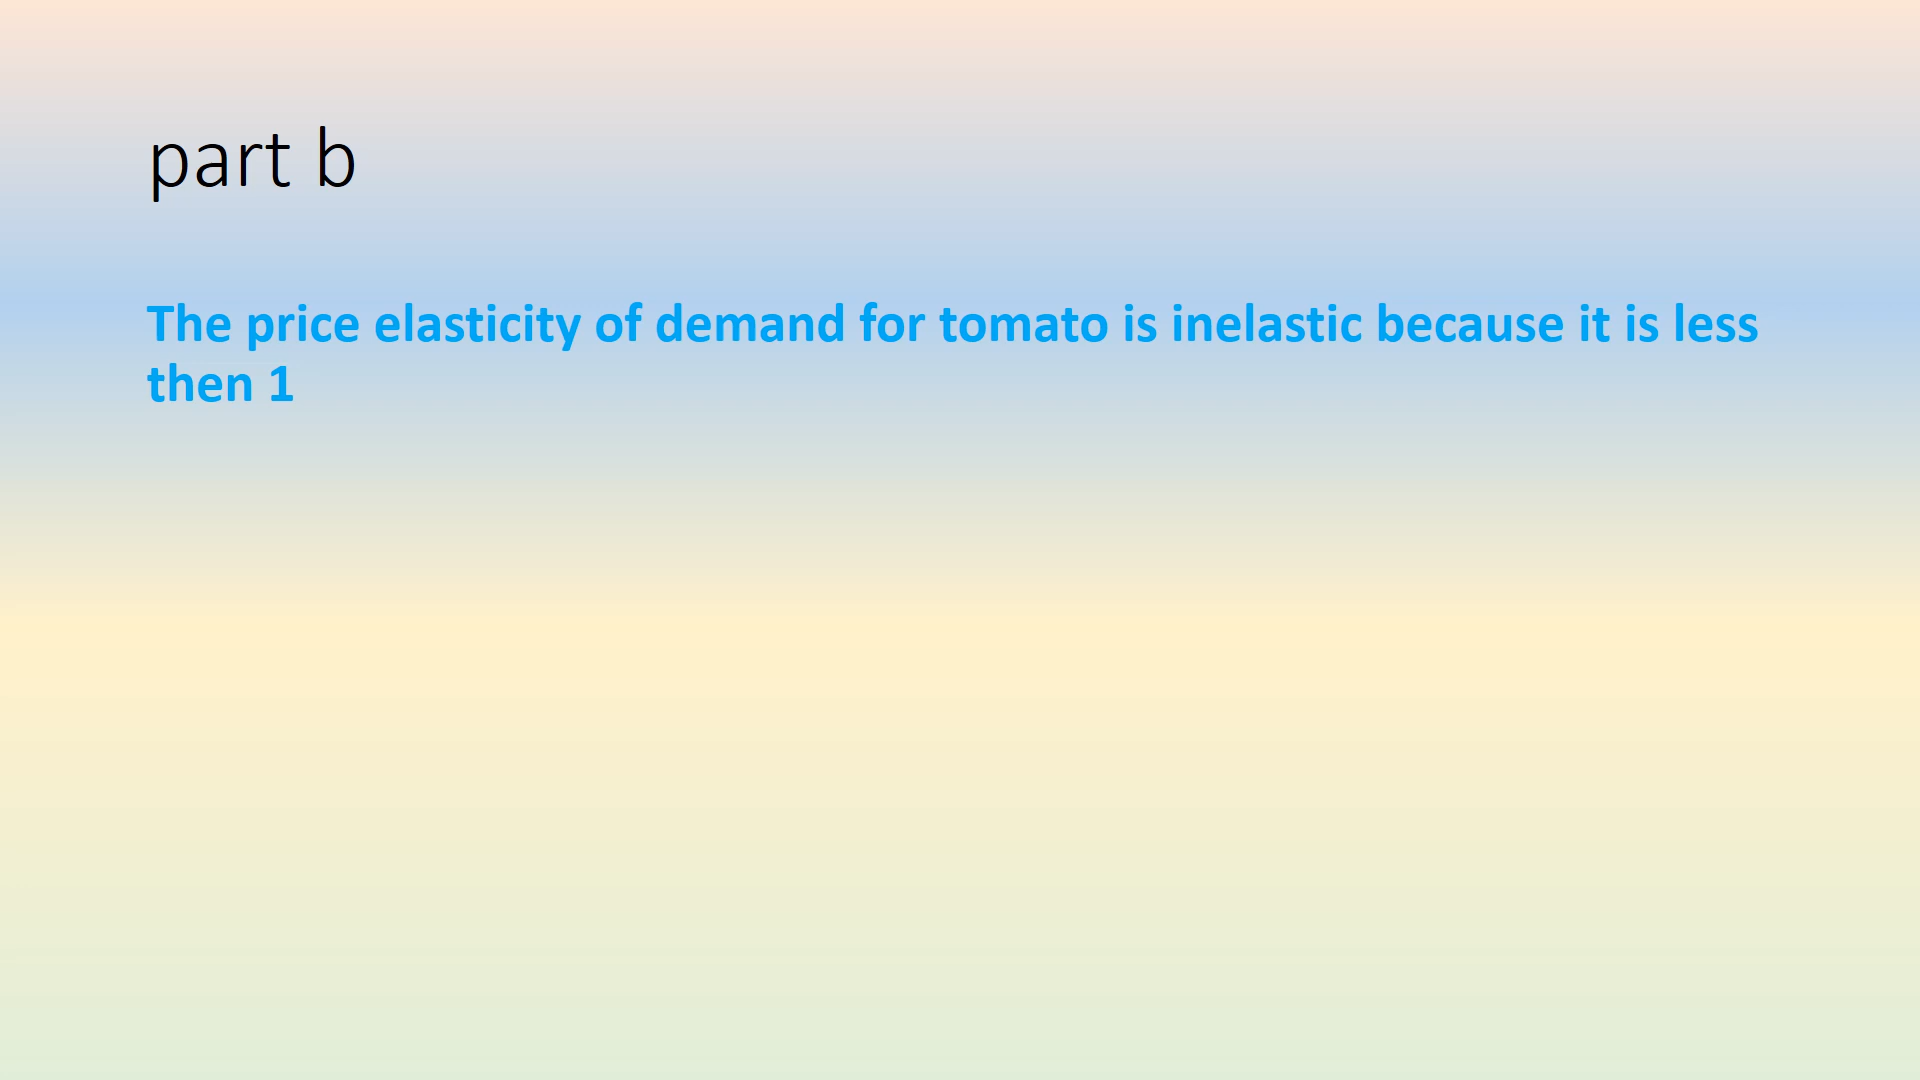 part b
The price elasticity of demand for tomato is inelastic because it is less
then 1